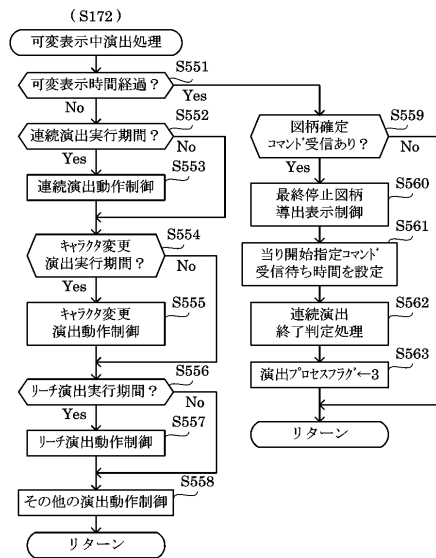 (S172)
可変表示中演出処理
S551
可変表示時間経過?
Yes
No
S552
連続演出実行期間?
No
Yes
S553
連続演出動作制御
S554
キャラクタ変更
演出実行期間?
No
Yes
S555
キャラクタ変更
演出動作制御
S556
リーチ演出実行期間?
No
Yes
S557
リーチ演出動作制御
S558
その他の演出動作制御
リターン
S559
図柄確定
コマンド受信あり?
Yes
No
S560
最終停止図柄
導出表示制御
S561
当り開始指定コマンド
受信待ち時間を設定
S562
連続演出
終了判定処理
S563
演出プロセスフラグ←3
リターン